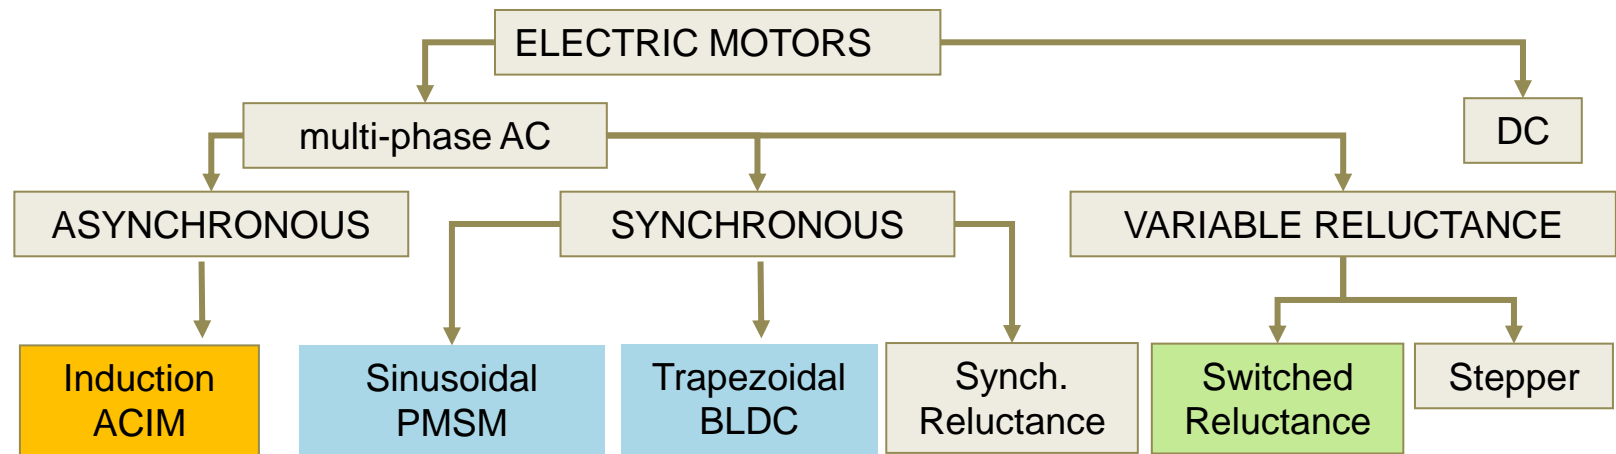 ELECTRIC MOTORS
multi-phase AC
DC
ASYNCHRONOUS
SYNCHRONOUS
VARIABLE RELUCTANCE
Induction
ACIM
Sinusoidal
PMSM
Trapezoidal
BLDC
Synch.
Reluctance
Switched
Reluctance
Stepper